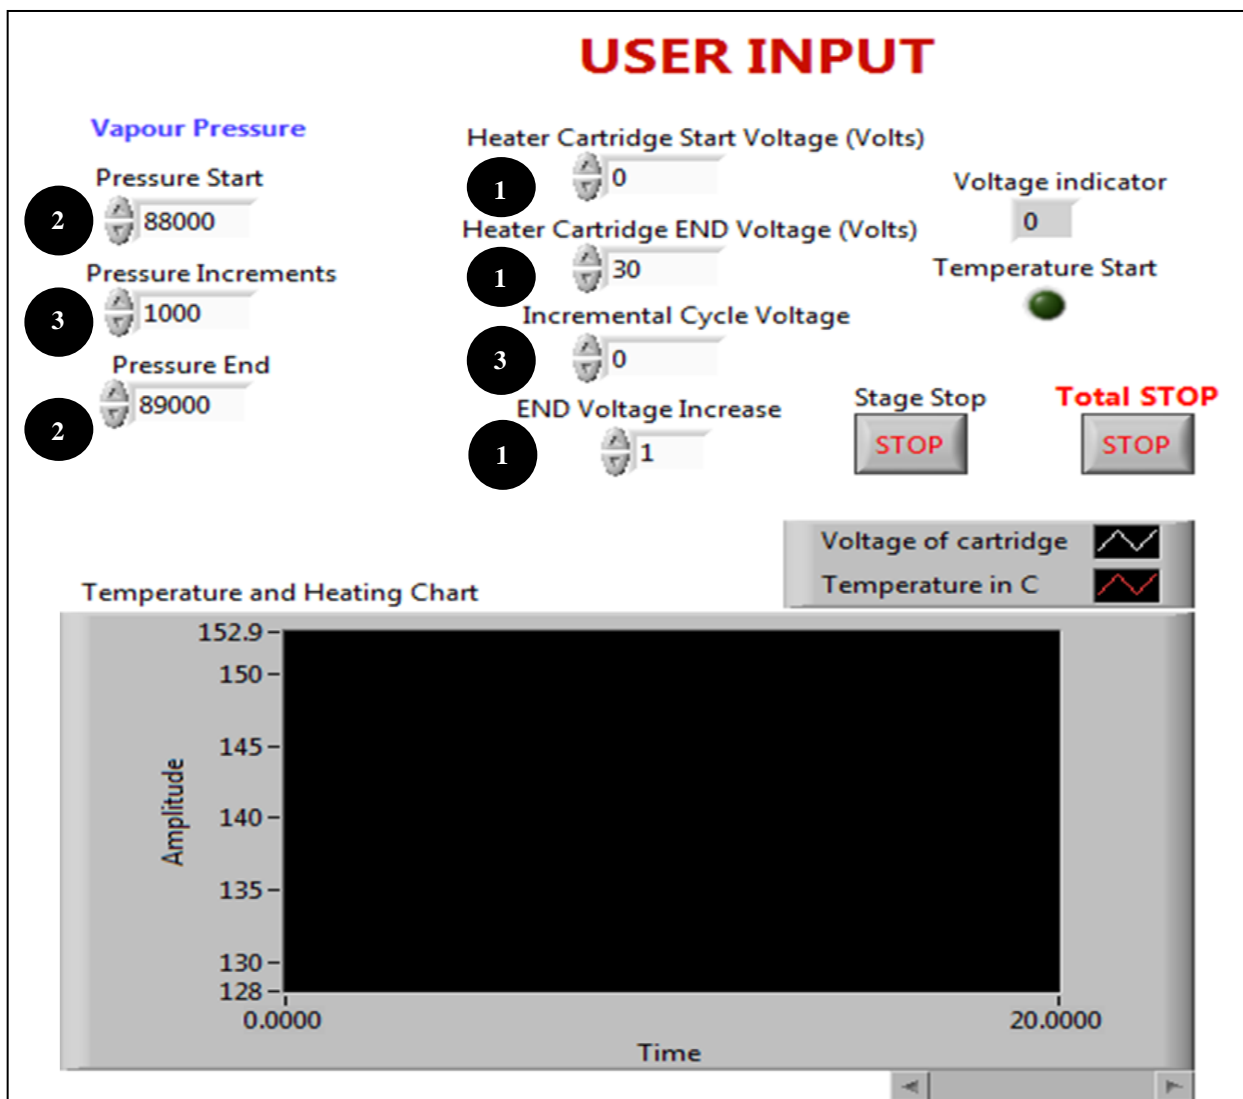 USER INPUT
Vapour Pressure
Pressure Start
2
88000
Pressure Increments
3
1000
Pressure End
2
89000
Heater Cartridge Start Voltage (Volts)
1
0
Heater Cartridge END Voltage (Volts)
1
30
Incremental Cycle Voltage
3
0
END Voltage Increase
1
1
Voltage indicator
0
Temperature Start
Stage Stop
STOP
Total STOP
STOP
Voltage of cartridge
Temperature in C
Temperature and Heating Chart
152.9
150
145
140
135
130
128
Amplitude
0.0000
20.0000
Time